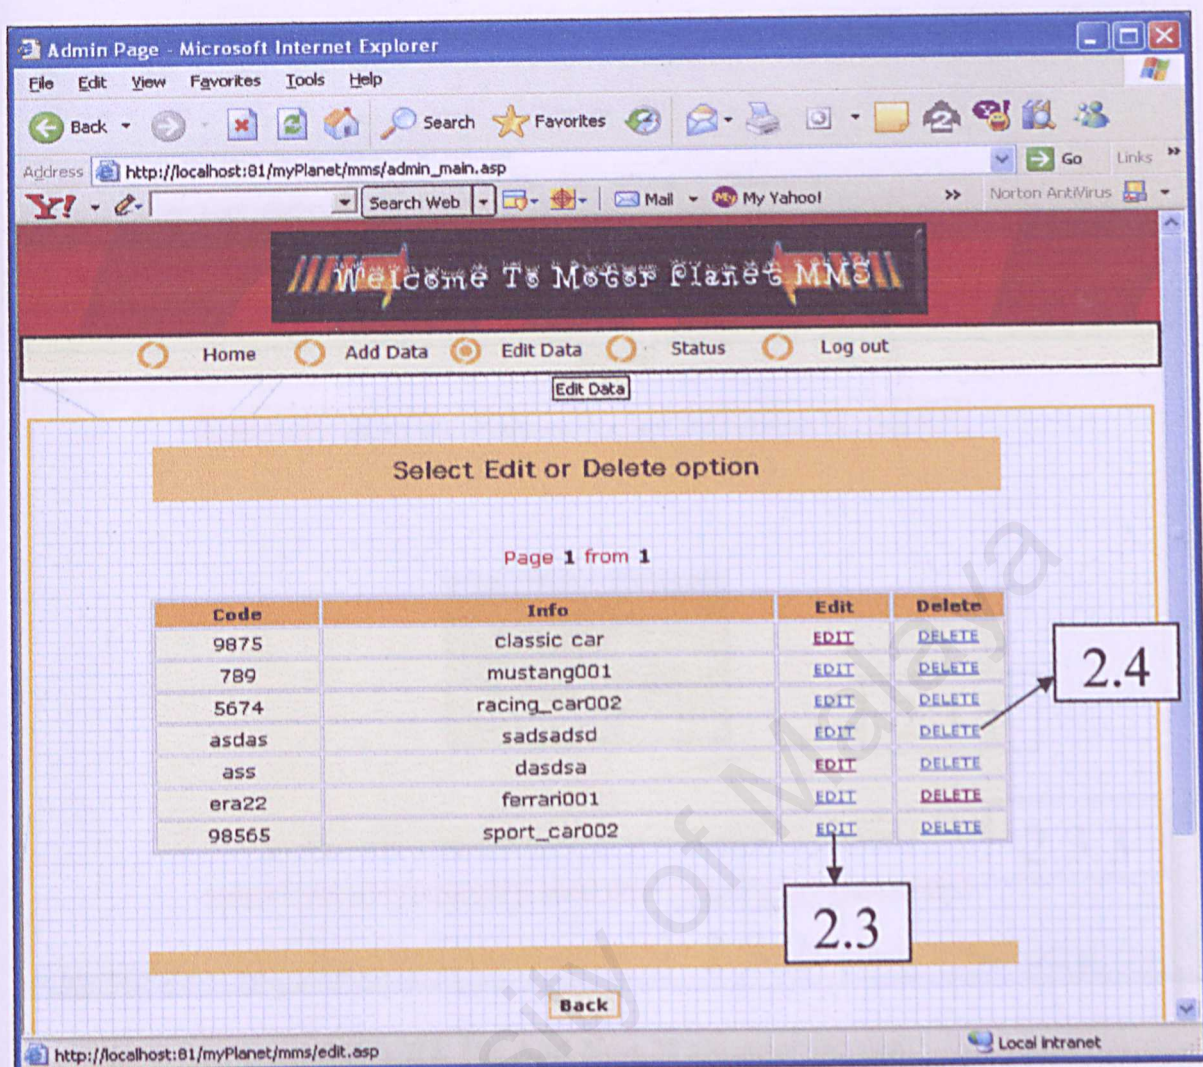 Admin Page - Microsoft Internet Explorer
File Edit View Favorites Tools Help
Back Search Favorites
Address http://localhost:81/myPlanet/mms/admin_main.asp Go Links »
Y! Search Web Mail My Yahoo! » Norton AntiVirus
Welcome To Motor Planet MMS
Home Add Data Edit Data Status Log out
Edit Data
Select Edit or Delete option
Page 1 from 1
Code Info Edit Delete
9875 classic car EDIT DELETE
789 mustang001 EDIT DELETE
5674 racing_car002 EDIT DELETE
asdas sadsadsd EDIT DELETE
ass dasdsa EDIT DELETE
era22 ferrari001 EDIT DELETE
98565 sport_car002 EDIT DELETE
2.4
2.3
Back
http://localhost:81/myPlanet/mms/edit.asp Local intranet
sity of Malaya